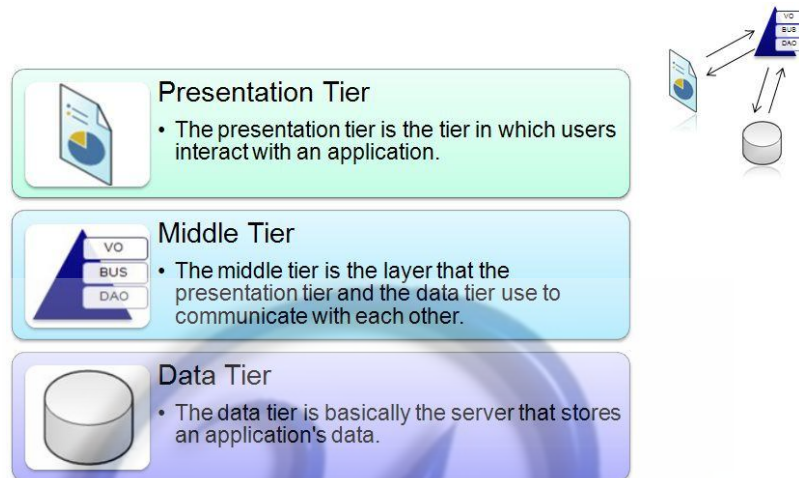 VO
BUS
DAO
Presentation Tier
• The presentation tier is the tier in which users
interact with an application.
VO
BUS
DAO
Middle Tier
• The middle tier is the layer that the
presentation tier and the data tier use to
communicate with each other.
Data Tier
• The data tier is basically the server that stores
an application's data.